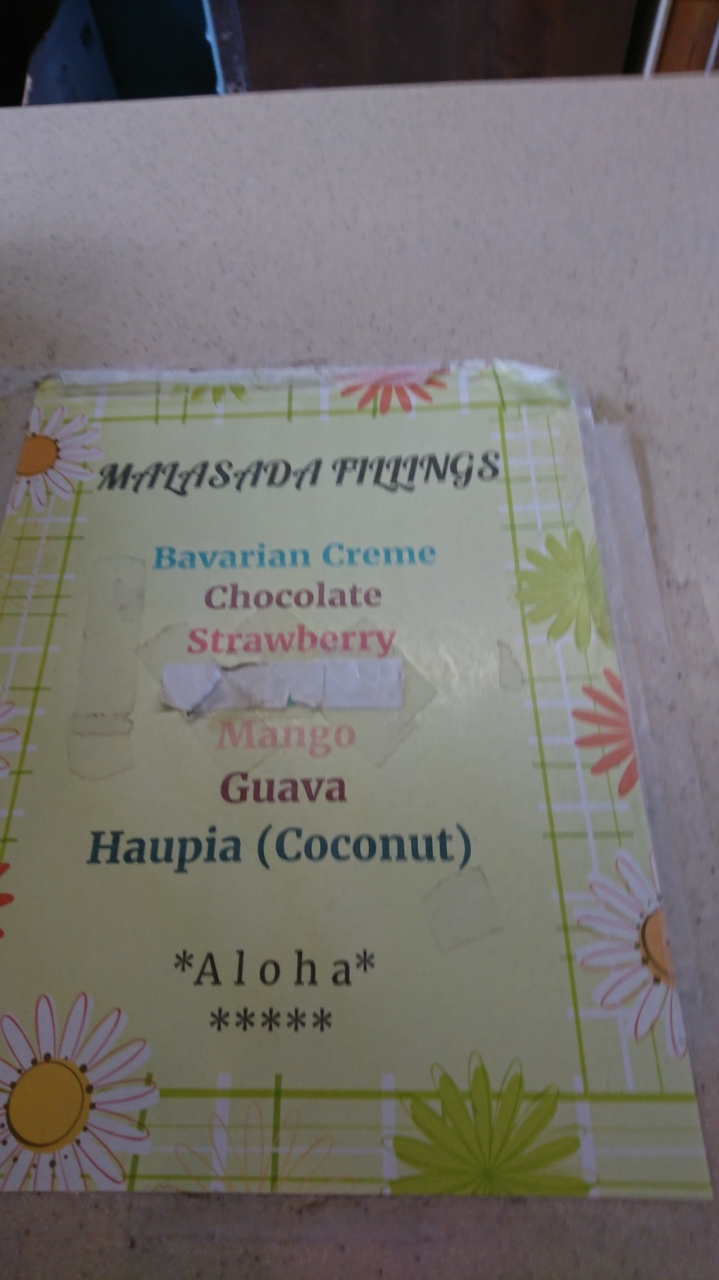 MALASADA FILLINGS
Bavarian Creme
Chocolate
Strawberry
Mango
Guava
Haupia (Coconut)
*Aloha*
*****